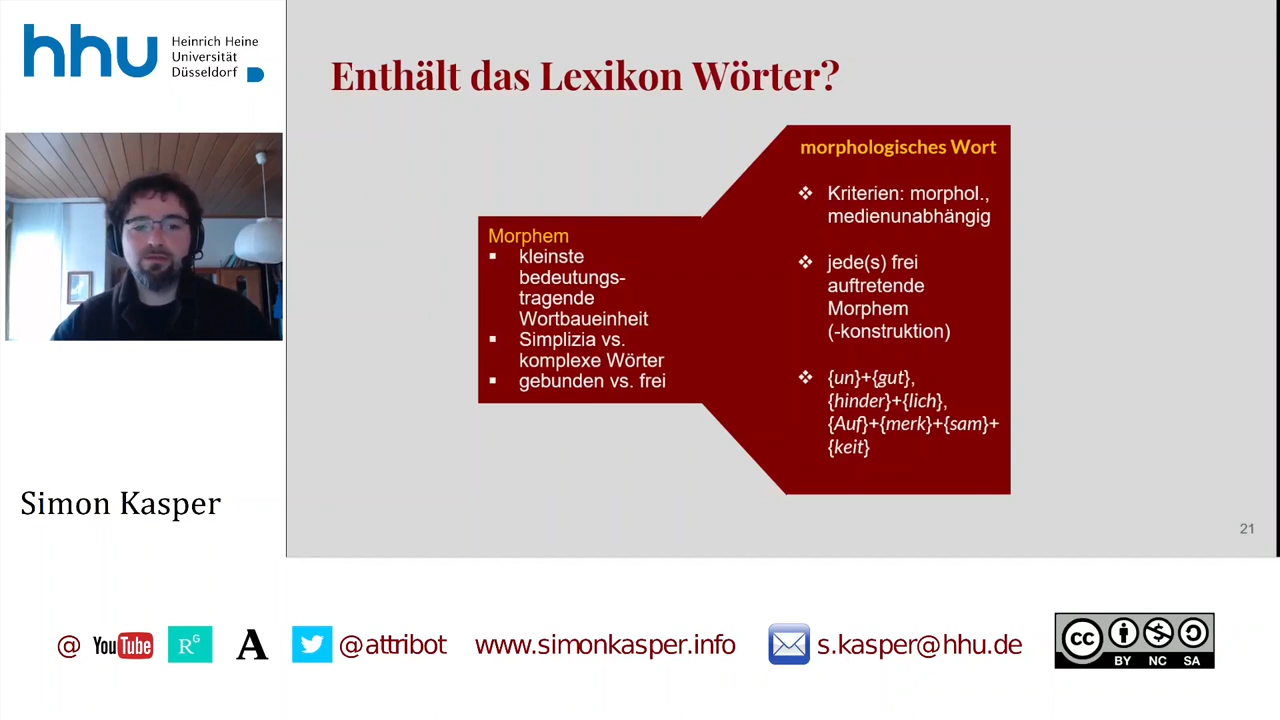 hhu
Heinrich Heine
Universität
Düsseldorf
Enthält das Lexikon Wörter?
Morphem
▪ kleinste
bedeutungs-
tragende
Wortbaueinheit
▪ Simplizia vs.
komplexe Wörter
▪ gebunden vs. frei
morphologisches Wort
❖ Kriterien: morphol.,
medienunabhängig
❖ jede(s) frei
auftretende
Morphem
(-konstruktion)
❖ {un}+{gut},
{hinder}+{lich},
{Auf}+{merk}+{sam}+
{keit}
21
Simon Kasper
@ YouTube RG A @attribot www.simonkasper.info s.kasper@hhu.de
cc BY NC SA